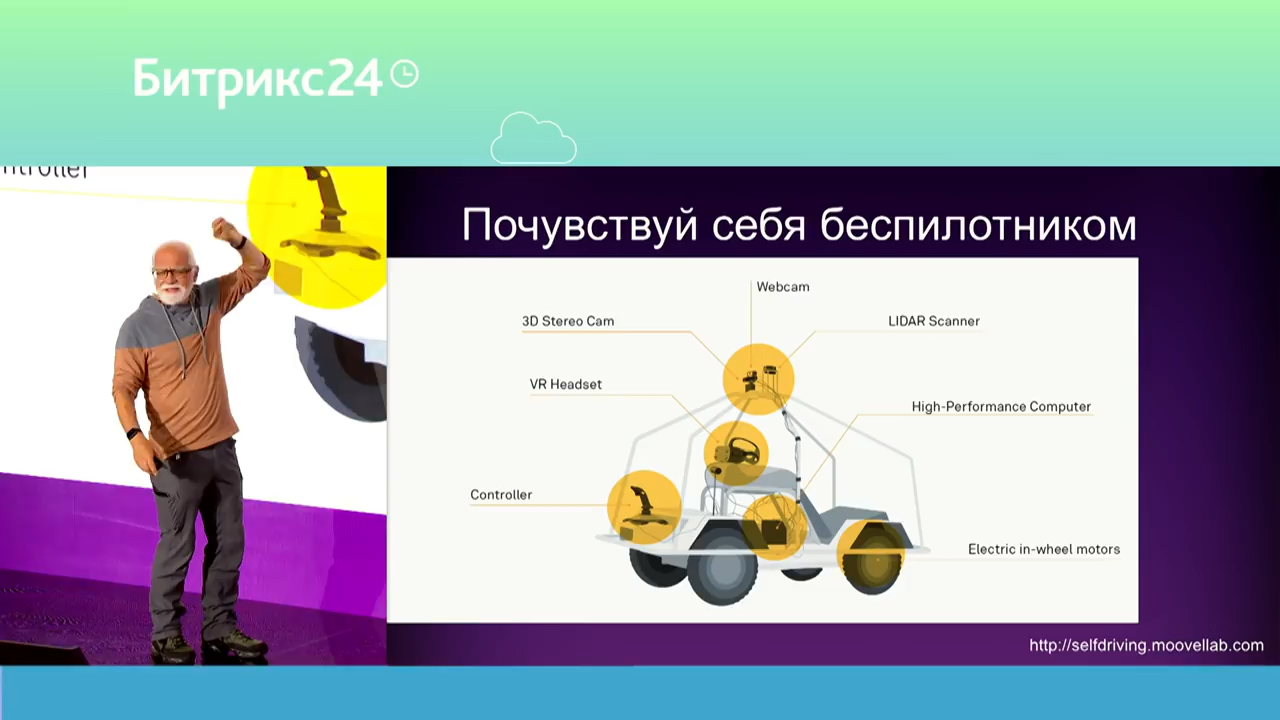 Битрикс24
Почувствуй себя беспилотником
Webcam
3D Stereo Cam
LIDAR Scanner
VR Headset
High-Performance Computer
Controller
Electric in-wheel motors
http://selfdriving.moovellab.com